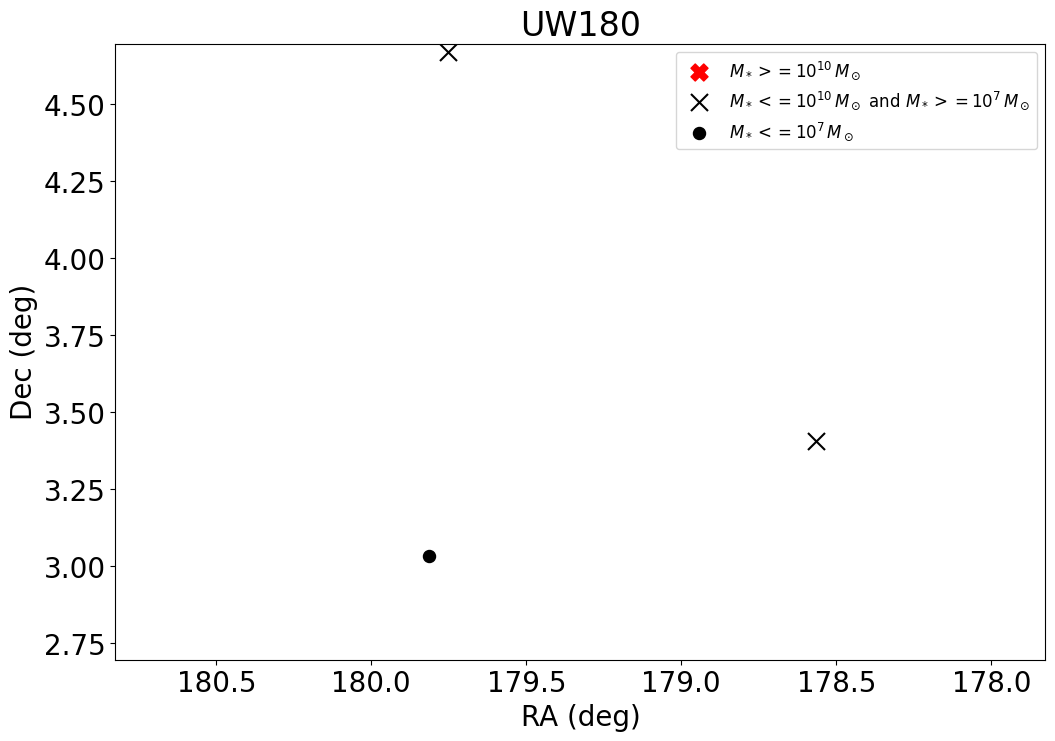 UW180
M* >= 10^10 M⊙
M* <= 10^10 M⊙ and M* >= 10^7 M⊙
M* <= 10^7 M⊙
4.50
4.25
4.00
3.75
3.50
3.25
3.00
2.75
Dec (deg)
180.5 180.0 179.5 179.0 178.5 178.0
RA (deg)